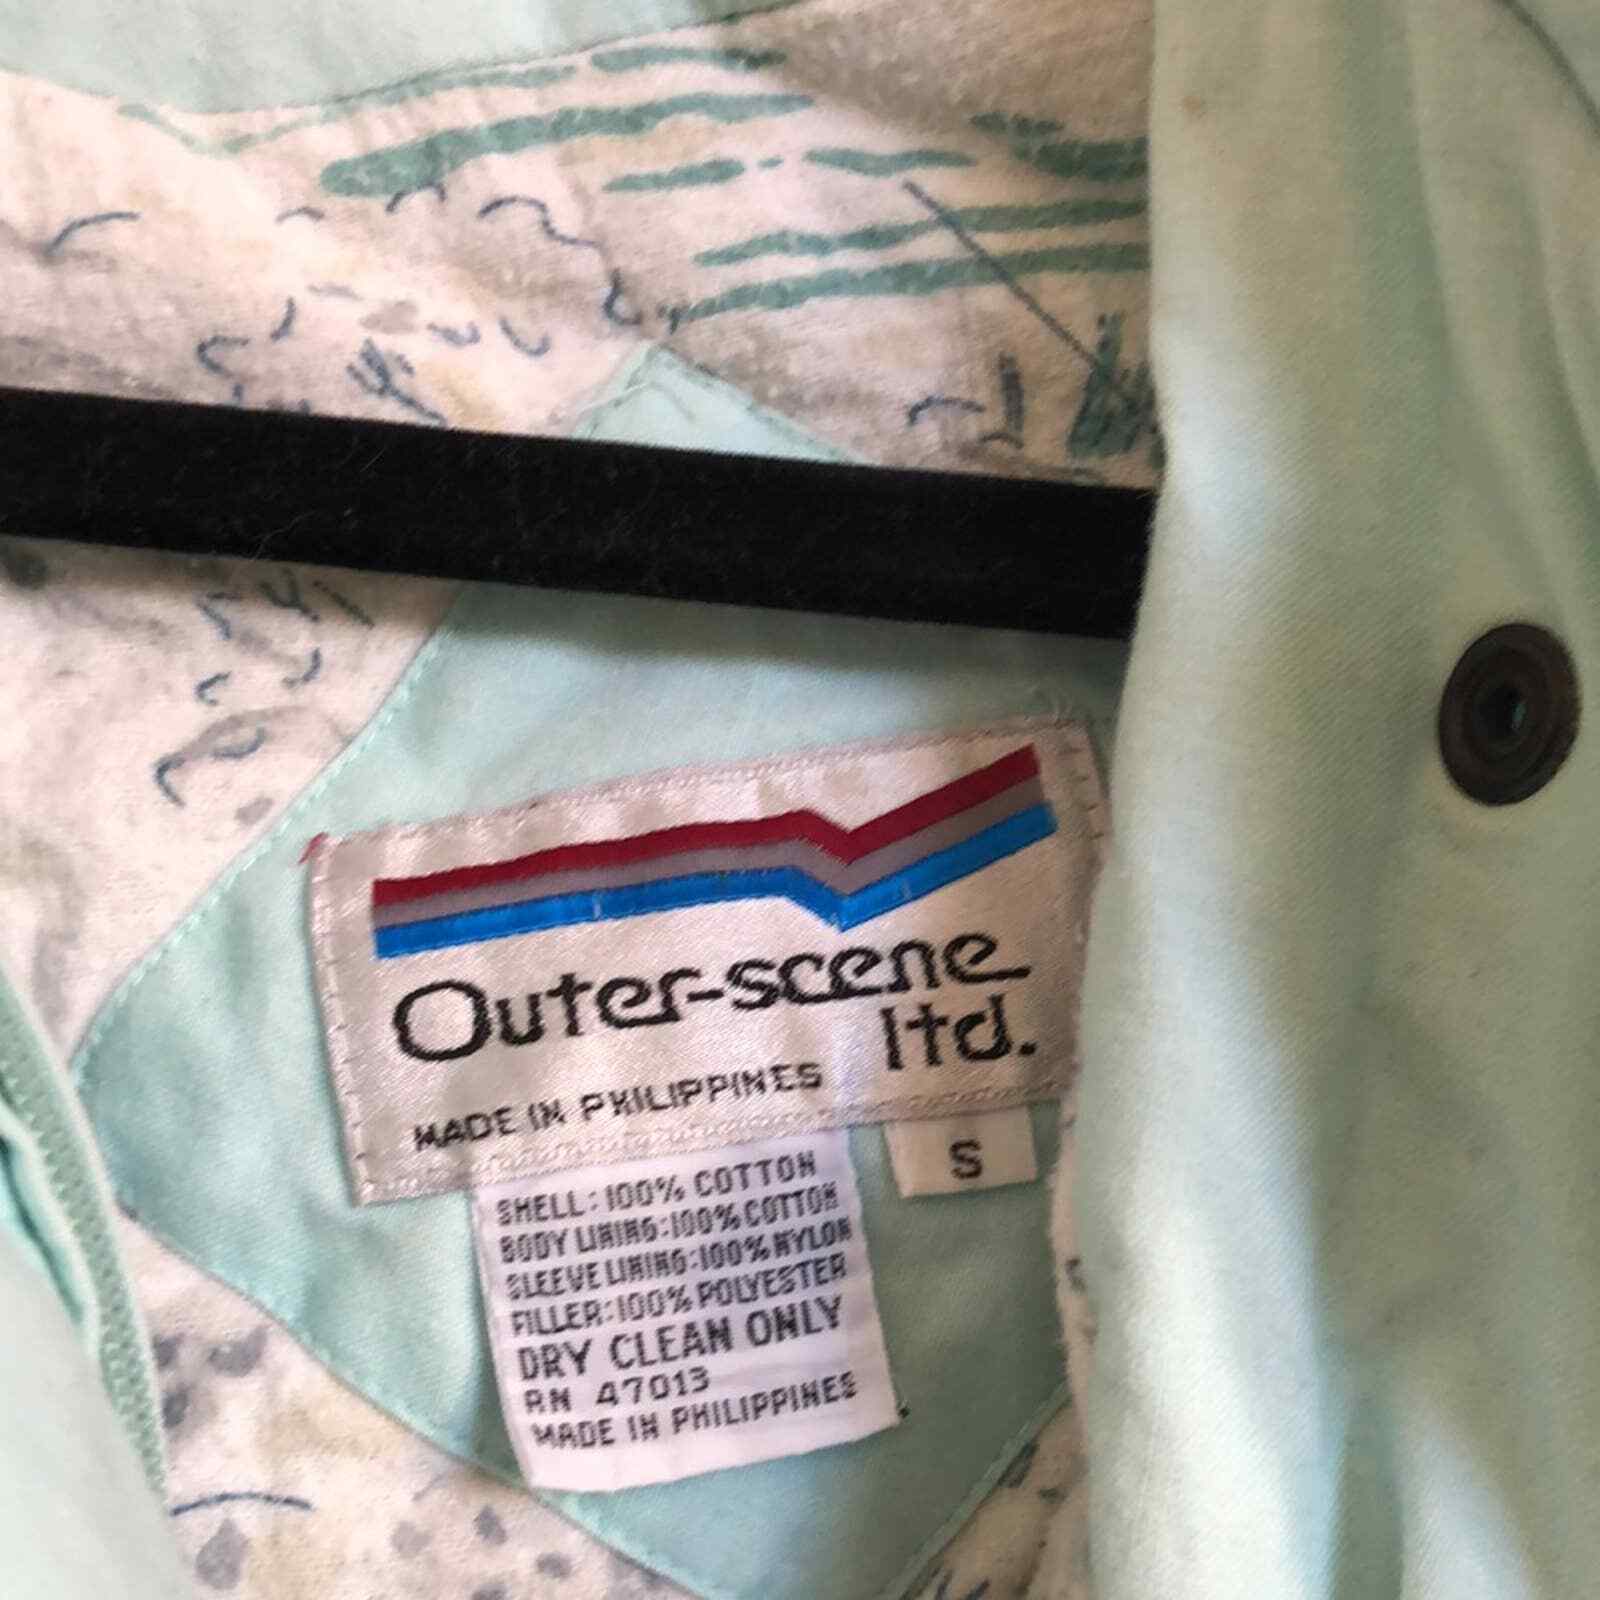 Outer-scene
ltd.
MADE IN PHILIPPINES
S
SHELL: 100% COTTON
BODY LINING: 100% COTTON
SLEEVE LINING: 100% NYLON
FILLER: 100% POLYESTER
DRY CLEAN ONLY
RN 47013
MADE IN PHILIPPINES